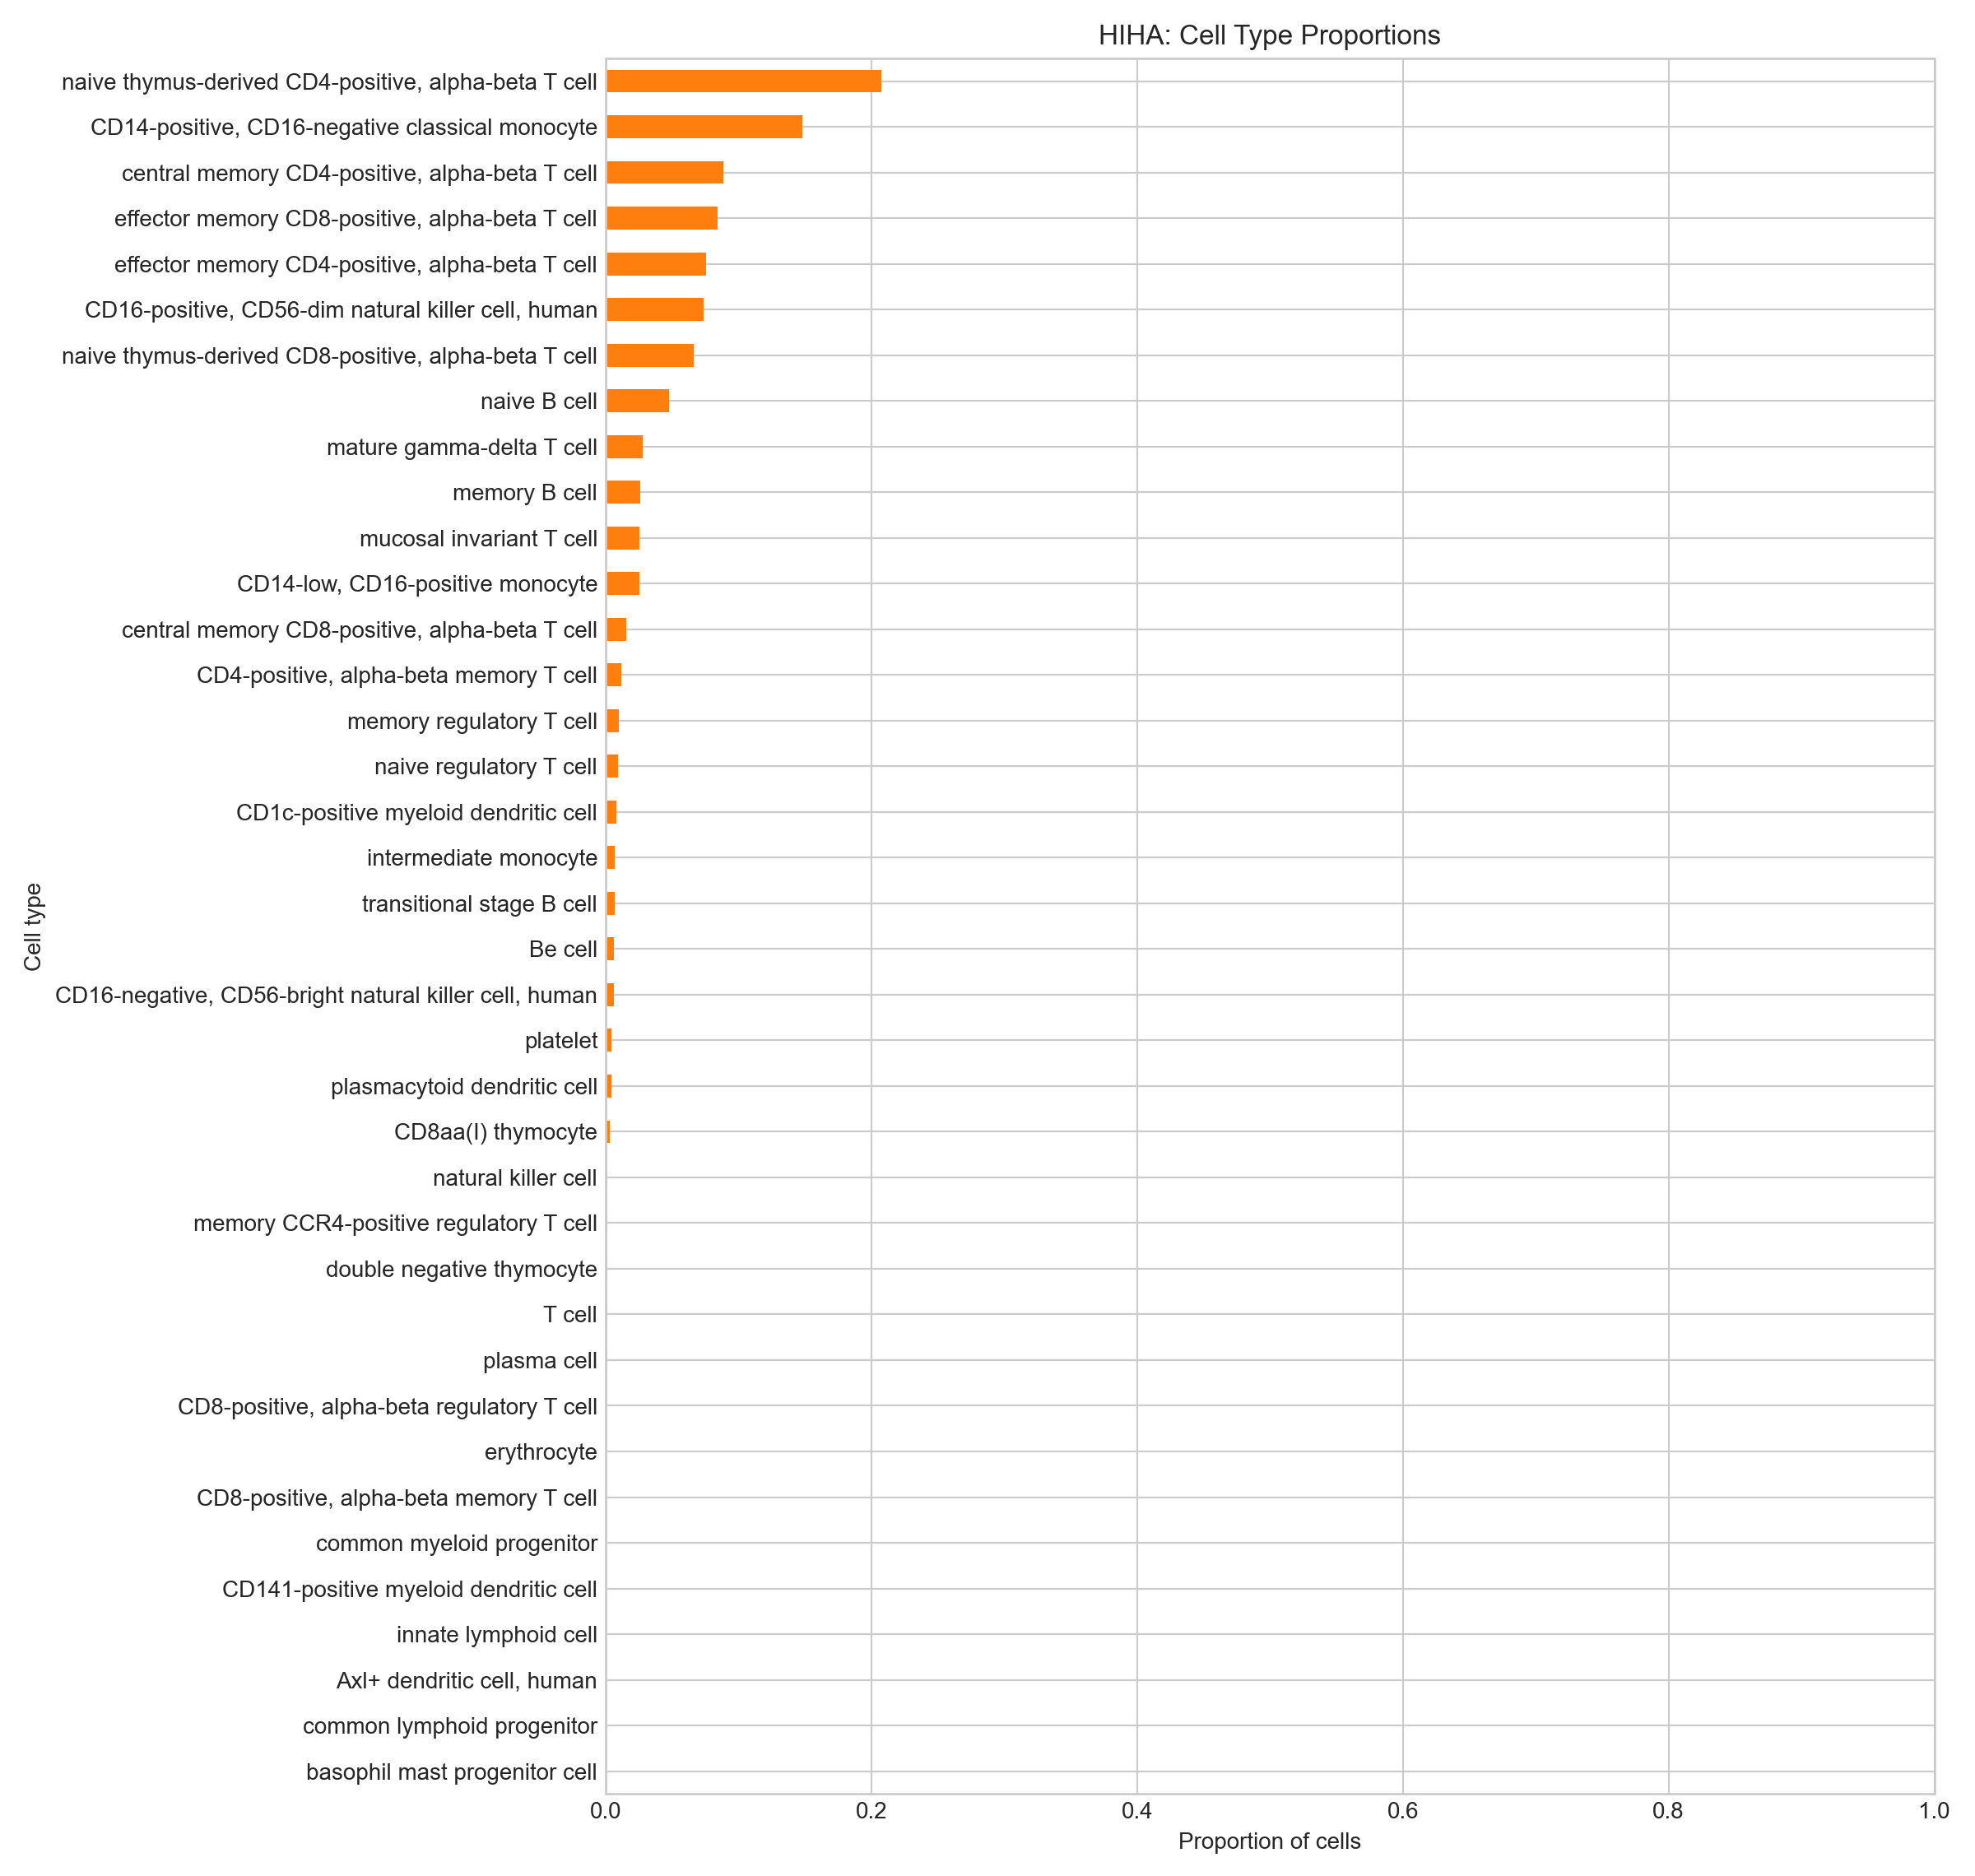 HIHA: Cell Type Proportions
naive thymus-derived CD4-positive, alpha-beta T cell
CD14-positive, CD16-negative classical monocyte
central memory CD4-positive, alpha-beta T cell
effector memory CD8-positive, alpha-beta T cell
effector memory CD4-positive, alpha-beta T cell
CD16-positive, CD56-dim natural killer cell, human
naive thymus-derived CD8-positive, alpha-beta T cell
naive B cell
mature gamma-delta T cell
memory B cell
mucosal invariant T cell
CD14-low, CD16-positive monocyte
central memory CD8-positive, alpha-beta T cell
CD4-positive, alpha-beta memory T cell
memory regulatory T cell
naive regulatory T cell
CD1c-positive myeloid dendritic cell
intermediate monocyte
transitional stage B cell
Be cell
CD16-negative, CD56-bright natural killer cell, human
platelet
plasmacytoid dendritic cell
CD8aa(I) thymocyte
natural killer cell
memory CCR4-positive regulatory T cell
double negative thymocyte
T cell
plasma cell
CD8-positive, alpha-beta regulatory T cell
erythrocyte
CD8-positive, alpha-beta memory T cell
common myeloid progenitor
CD141-positive myeloid dendritic cell
innate lymphoid cell
Axl+ dendritic cell, human
common lymphoid progenitor
basophil mast progenitor cell
Cell type
0.0 0.2 0.4 0.6 0.8 1.0
Proportion of cells